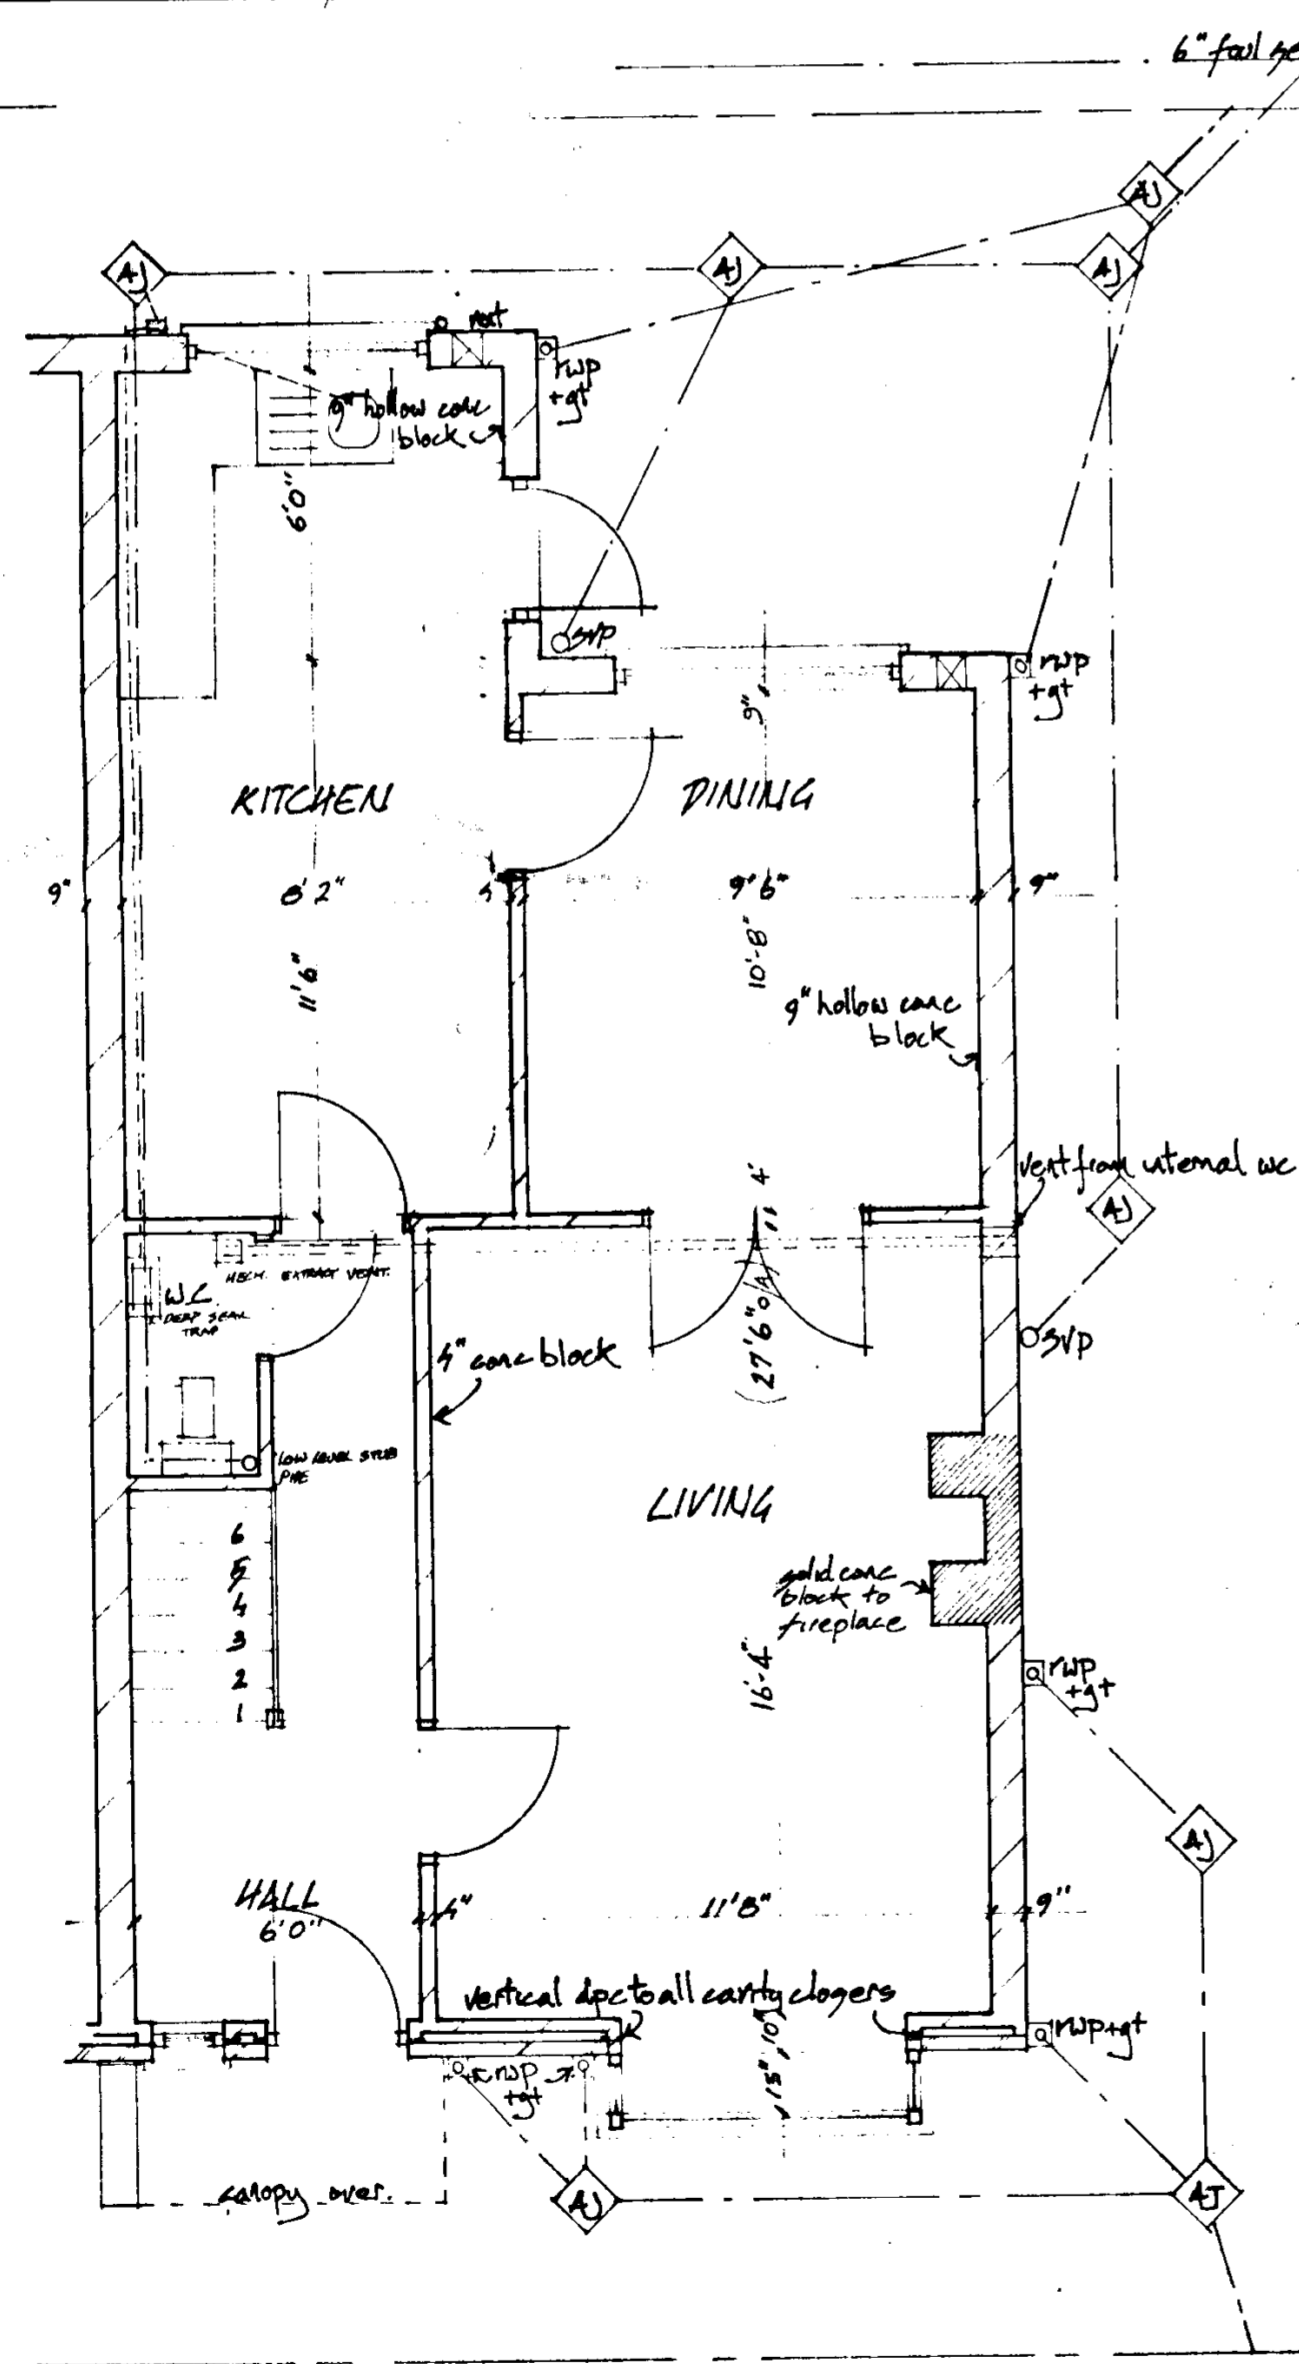 6" foul se
AJ
AJ
AJ
AJ
vent
rwp
+gt
9" hollow conc
block
6'0"
svp
rwp
+gt
9"
KITCHEN
DINING
9"
8'2"
4"
9'6"
9"
10'-8"
11'6"
9" hollow conc
block
4"
vent from internal wc
AJ
MECH. EXTRACT VENT.
W.C.
DEEP SEAL
TRAP
(27'6" o/a)
svp
4" conc block
LOW LEVEL STUB
PIPE
LIVING
6
5
4
3
2
1
solid conc
block to
fireplace
16'-4"
rwp
+gt
AJ
HALL
6'0"
4"
11'8"
9"
vertical dpc to all cavity closers
10"
15"
rwp+gt
rwp
+gt
canopy over.
AJ
AJ